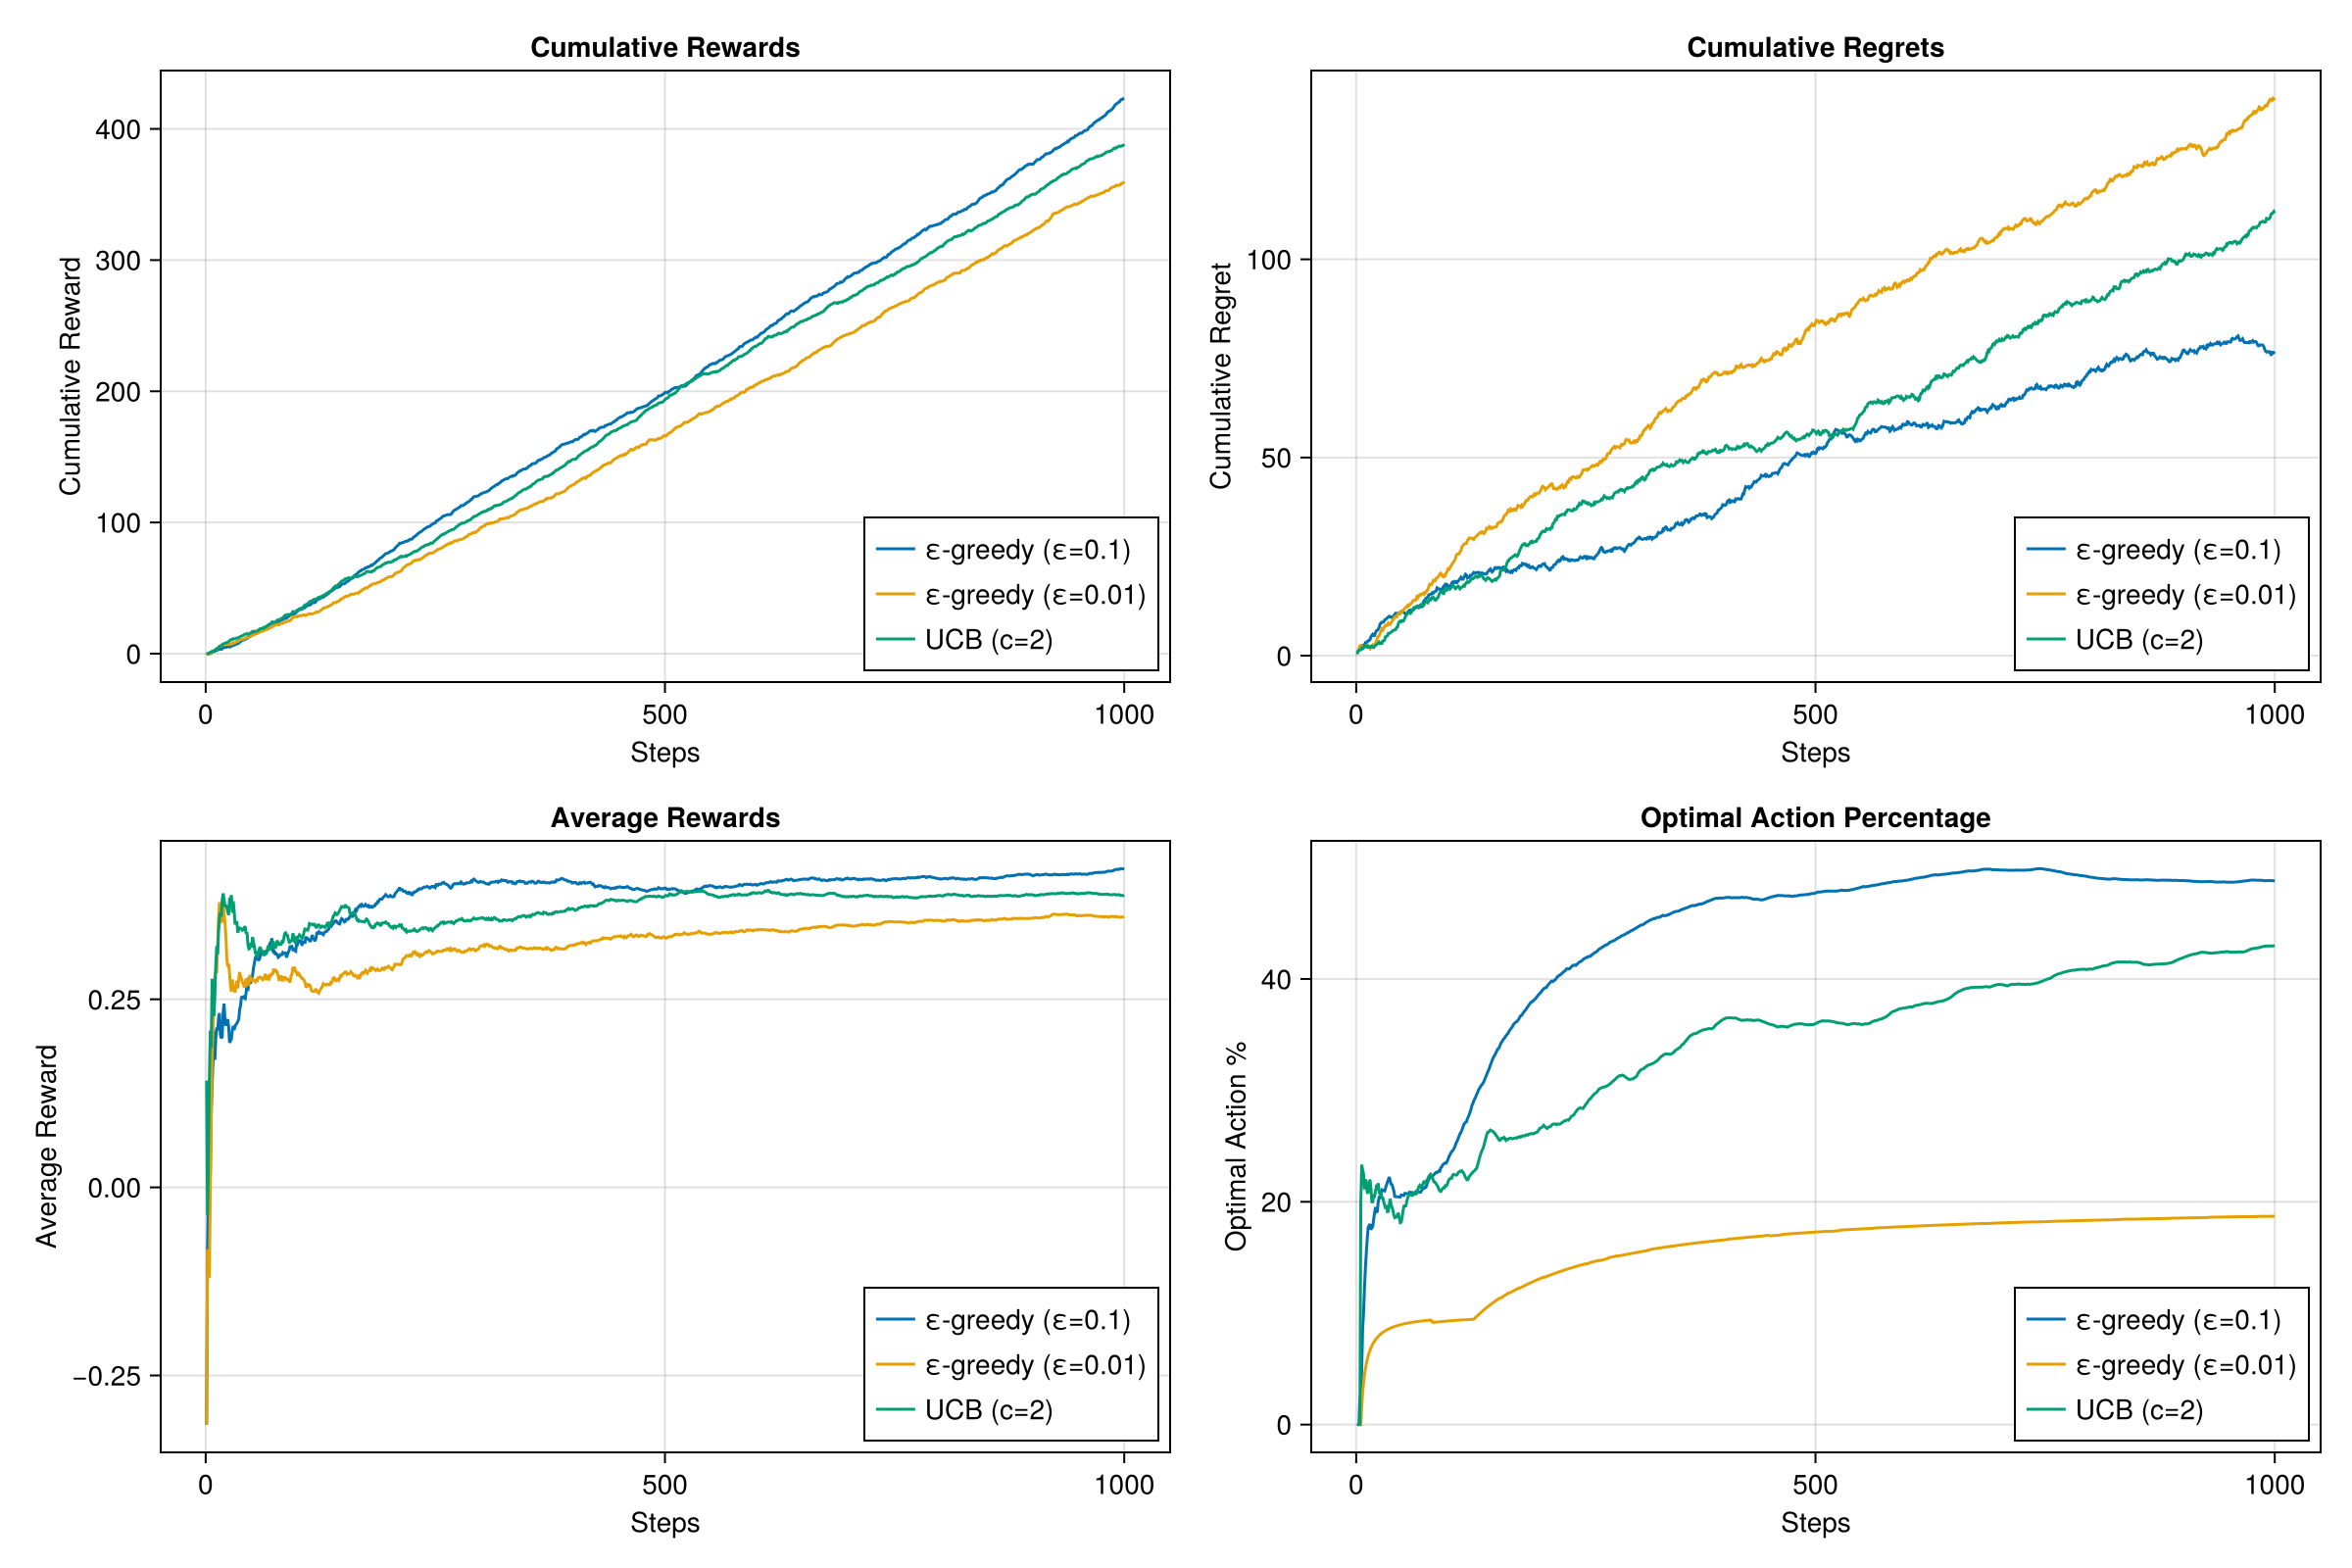 Cumulative Rewards
Cumulative Reward
400
300
200
100
0
ε-greedy (ε=0.1)
ε-greedy (ε=0.01)
UCB (c=2)
0 500 1000
Steps
Cumulative Regrets
Cumulative Regret
100
50
0
ε-greedy (ε=0.1)
ε-greedy (ε=0.01)
UCB (c=2)
0 500 1000
Steps
Average Rewards
Average Reward
0.25
0.00
−0.25
ε-greedy (ε=0.1)
ε-greedy (ε=0.01)
UCB (c=2)
0 500 1000
Steps
Optimal Action Percentage
Optimal Action %
40
20
0
ε-greedy (ε=0.1)
ε-greedy (ε=0.01)
UCB (c=2)
0 500 1000
Steps